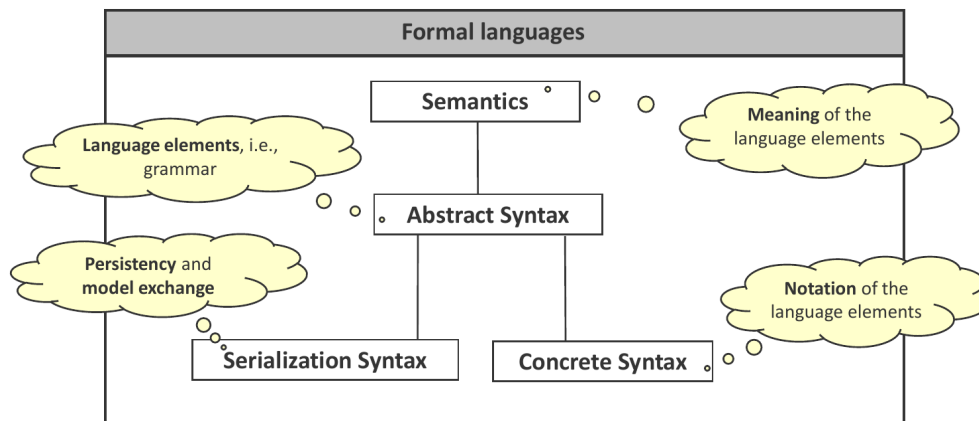 Formal languages
Semantics
Meaning of the
language elements
Language elements, i.e.,
grammar
Abstract Syntax
Persistency and
model exchange
Notation of the
language elements
Serialization Syntax
Concrete Syntax